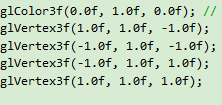 glColor3f(0.0f, 1.0f, 0.0f); //
glVertex3f(1.0f, 1.0f, -1.0f);
glVertex3f(-1.0f, 1.0f, -1.0f);
glVertex3f(-1.0f, 1.0f, 1.0f);
glVertex3f(1.0f, 1.0f, 1.0f);